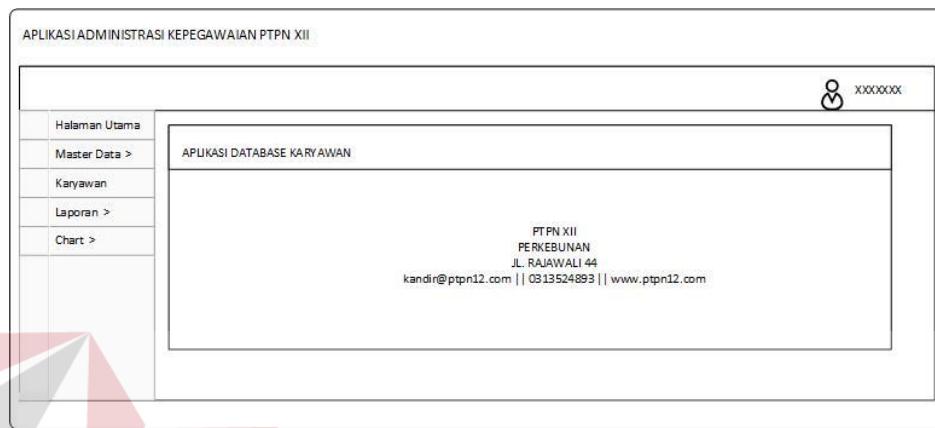 APLIKASI ADMINISTRASI KEPEGAWAIAN PTPN XII
XXXXXXX
Halaman Utama
Master Data >
Karyawan
Laporan >
Chart >
APLIKASI DATABASE KARYAWAN
PTPN XII
PERKEBUNAN
JL. RAJAWALI 44
kandir@ptpn12.com || 0313524893 || www.ptpn12.com